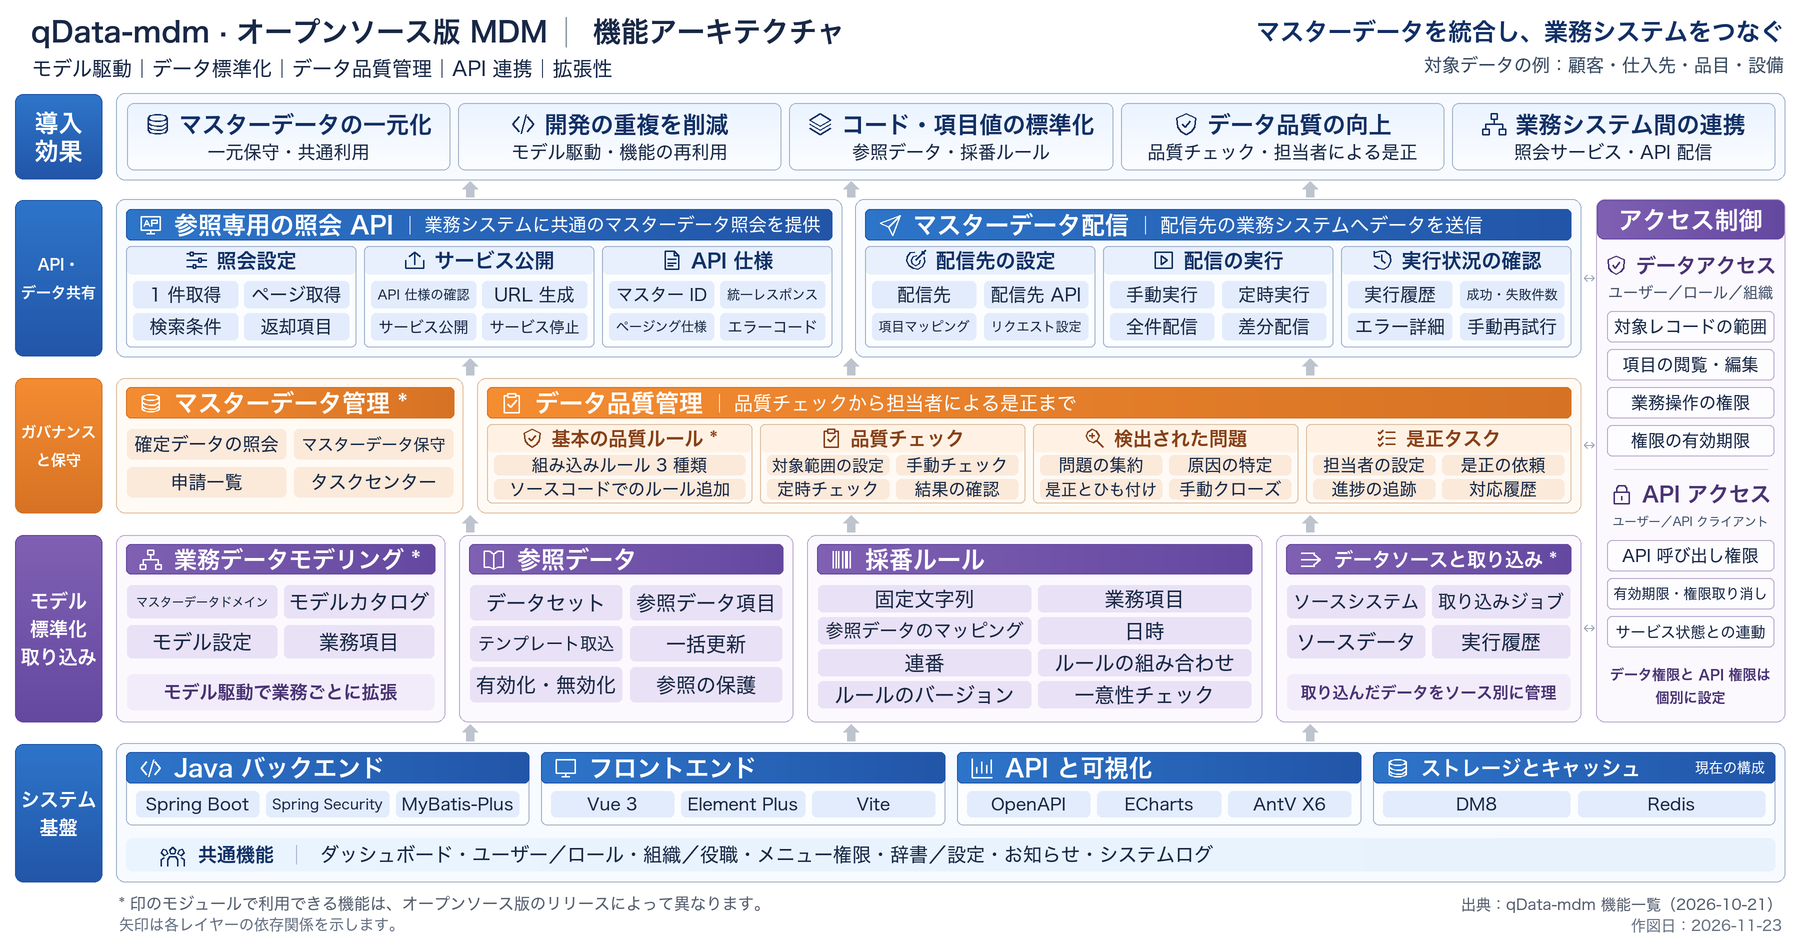 qData-mdm · オープンソース版 MDM｜機能アーキテクチャ
モデル駆動｜データ標準化｜データ品質管理｜API 連携｜拡張性
マスターデータを統合し、業務システムをつなぐ
対象データの例：顧客・仕入先・品目・設備
導入
効果
マスターデータの一元化
一元保守・共通利用
開発の重複を削減
モデル駆動・機能の再利用
コード・項目値の標準化
参照データ・採番ルール
データ品質の向上
品質チェック・担当者による是正
業務システム間の連携
照会サービス・API 配信
API・
データ共有
参照専用の照会 API｜業務システムに共通のマスターデータ照会を提供
照会設定
1 件取得 ページ取得
検索条件 返却項目
サービス公開
API 仕様の確認 URL 生成
サービス公開 サービス停止
API 仕様
マスター ID 統一レスポンス
ページング仕様 エラーコード
マスターデータ配信｜配信先の業務システムへデータを送信
配信先の設定
配信先 配信先 API
項目マッピング リクエスト設定
配信の実行
手動実行 定時実行
全件配信 差分配信
実行状況の確認
実行履歴 成功・失敗件数
エラー詳細 手動再試行
アクセス制御
データアクセス
ユーザー／ロール／組織
対象レコードの範囲
項目の閲覧・編集
業務操作の権限
権限の有効期限
API アクセス
ユーザー／API クライアント
API 呼び出し権限
有効期限・権限取り消し
サービス状態との連動
データ権限と API 権限は
個別に設定
ガバナンス
と保守
マスターデータ管理 *
確定データの照会 マスターデータ保守
申請一覧 タスクセンター
データ品質管理｜品質チェックから担当者による是正まで
基本の品質ルール *
組み込みルール 3 種類
ソースコードでのルール追加
品質チェック
対象範囲の設定 手動チェック
定時チェック 結果の確認
検出された問題
問題の集約 原因の特定
是正とひも付け 手動クローズ
是正タスク
担当者の設定 是正の依頼
進捗の追跡 対応履歴
モデル
標準化
取り込み
業務データモデリング *
マスターデータドメイン モデルカタログ
モデル設定 業務項目
モデル駆動で業務ごとに拡張
参照データ
データセット 参照データ項目
テンプレート取込 一括更新
有効化・無効化 参照の保護
採番ルール
固定文字列 業務項目
参照データのマッピング 日時
連番 ルールの組み合わせ
ルールのバージョン 一意性チェック
データソースと取り込み *
ソースシステム 取り込みジョブ
ソースデータ 実行履歴
取り込んだデータをソース別に管理
システム
基盤
Java バックエンド
Spring Boot Spring Security MyBatis-Plus
フロントエンド
Vue 3 Element Plus Vite
API と可視化
OpenAPI ECharts AntV X6
ストレージとキャッシュ 現在の構成
DM8 Redis
共通機能｜ダッシュボード・ユーザー／ロール・組織／役職・メニュー権限・辞書／設定・お知らせ・システムログ
* 印のモジュールで利用できる機能は、オープンソース版のリリースによって異なります。
矢印は各レイヤーの依存関係を示します。
出典：qData-mdm 機能一覧（2026-10-21）
作図日：2026-11-23